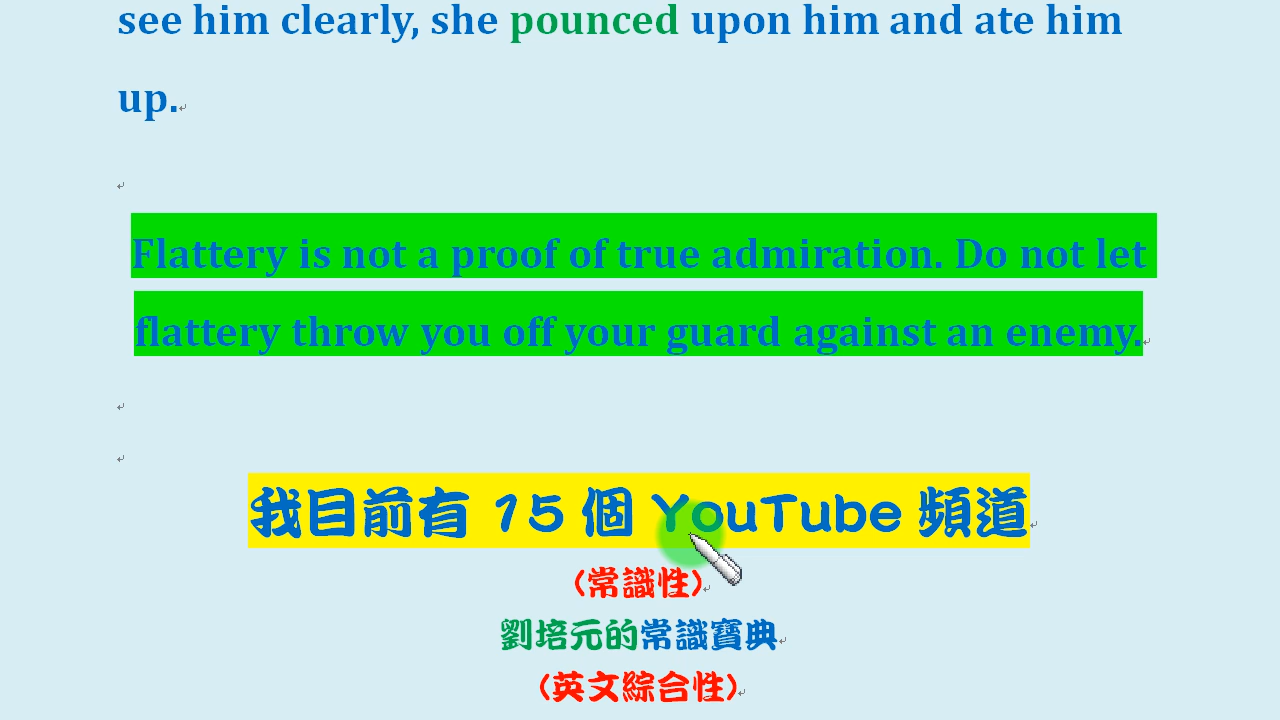 see him clearly, she pounced upon him and ate him
up.
Flattery is not a proof of true admiration. Do not let
flattery throw you off your guard against an enemy.
我目前有 15 個 YouTube 頻道
(常識性)
劉培元的常識寶典
(英文綜合性)